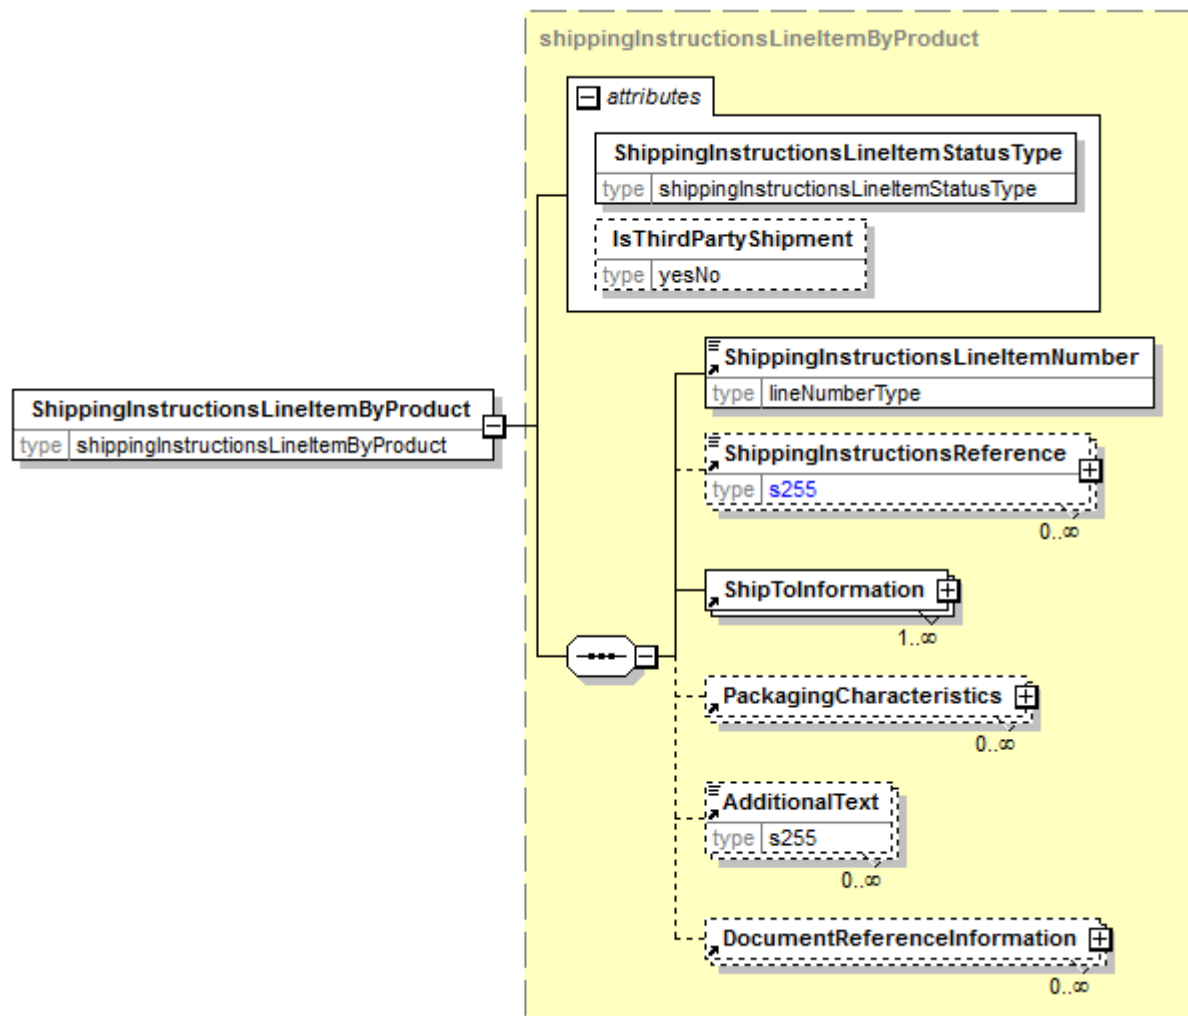 shippingInstructionsLineItemByProduct
attributes
ShippingInstructionsLineItemStatusType
type shippingInstructionsLineItemStatusType
IsThirdPartyShipment
type yesNo
ShippingInstructionsLineItemNumber
type lineNumberType
ShippingInstructionsLineItemByProduct
type shippingInstructionsLineItemByProduct
ShippingInstructionsReference
type s255
0..∞
ShipToInformation
1..∞
PackagingCharacteristics
0..∞
AdditionalText
type s255
0..∞
DocumentReferenceInformation
0..∞